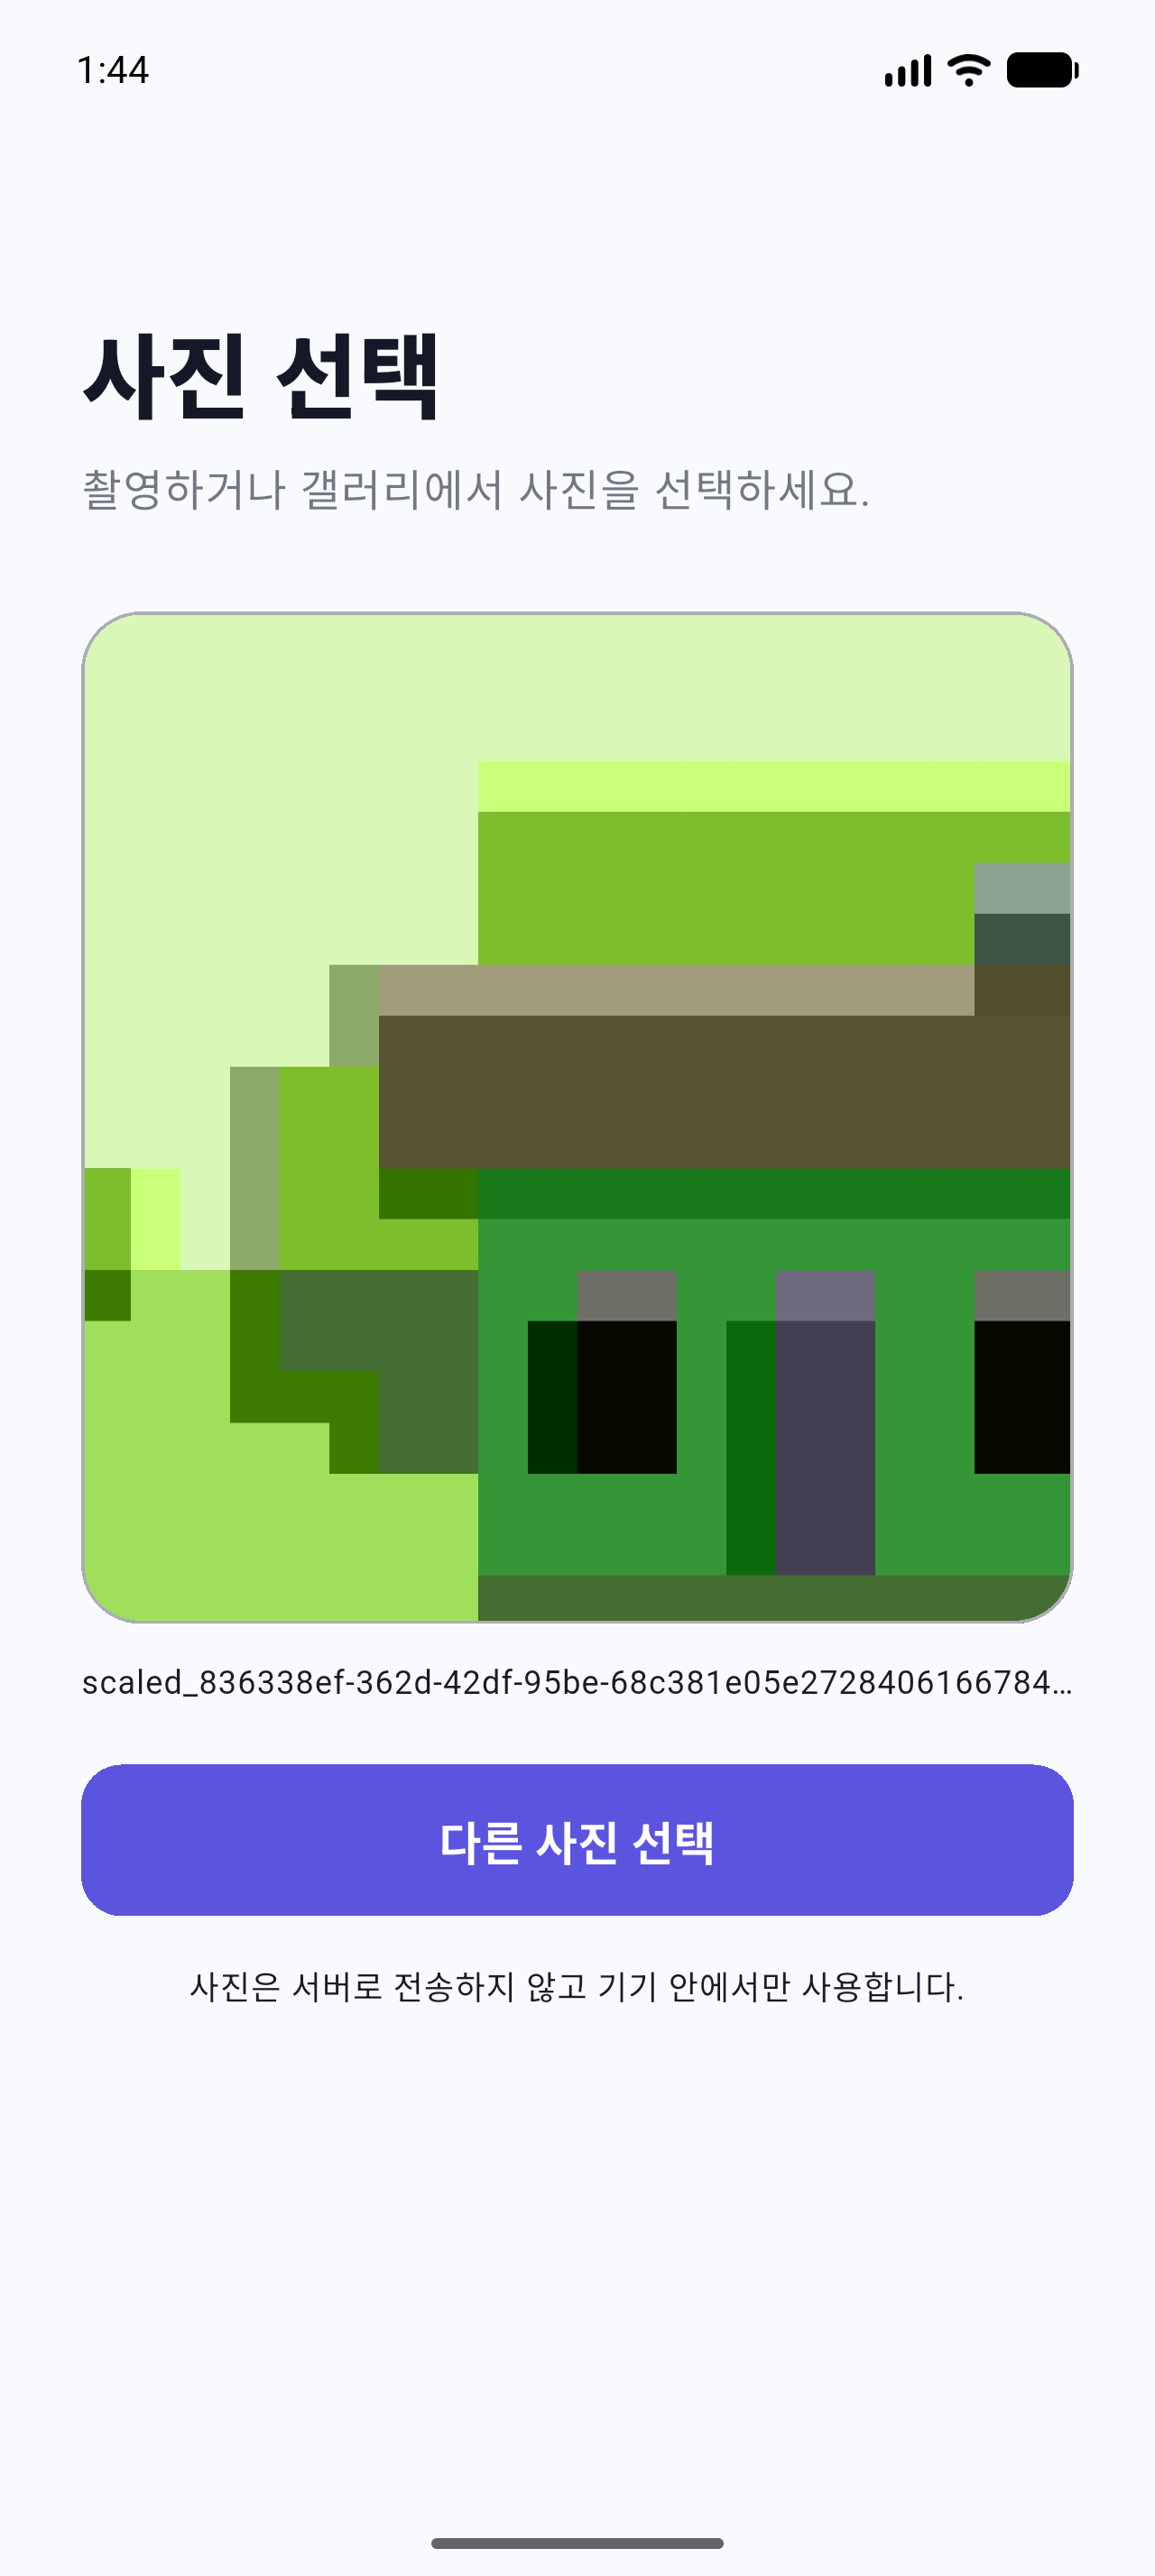 1:44
사진 선택
촬영하거나 갤러리에서 사진을 선택하세요.
scaled_836338ef-362d-42df-95be-68c381e05e2728406166784…
다른 사진 선택
사진은 서버로 전송하지 않고 기기 안에서만 사용합니다.